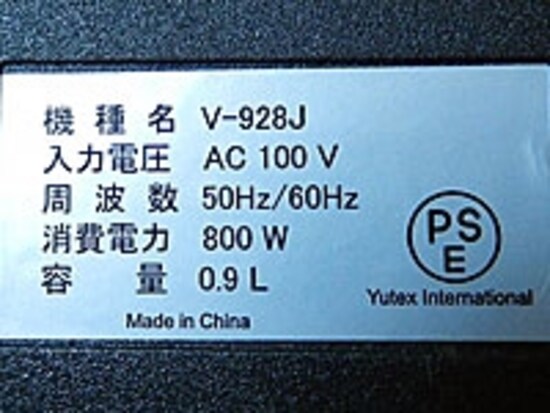 機種名 V-928J
入力電圧 AC 100 V
周波数 50Hz/60Hz
消費電力 800 W
容量 0.9 L
PS
E
Yutex International
Made in China